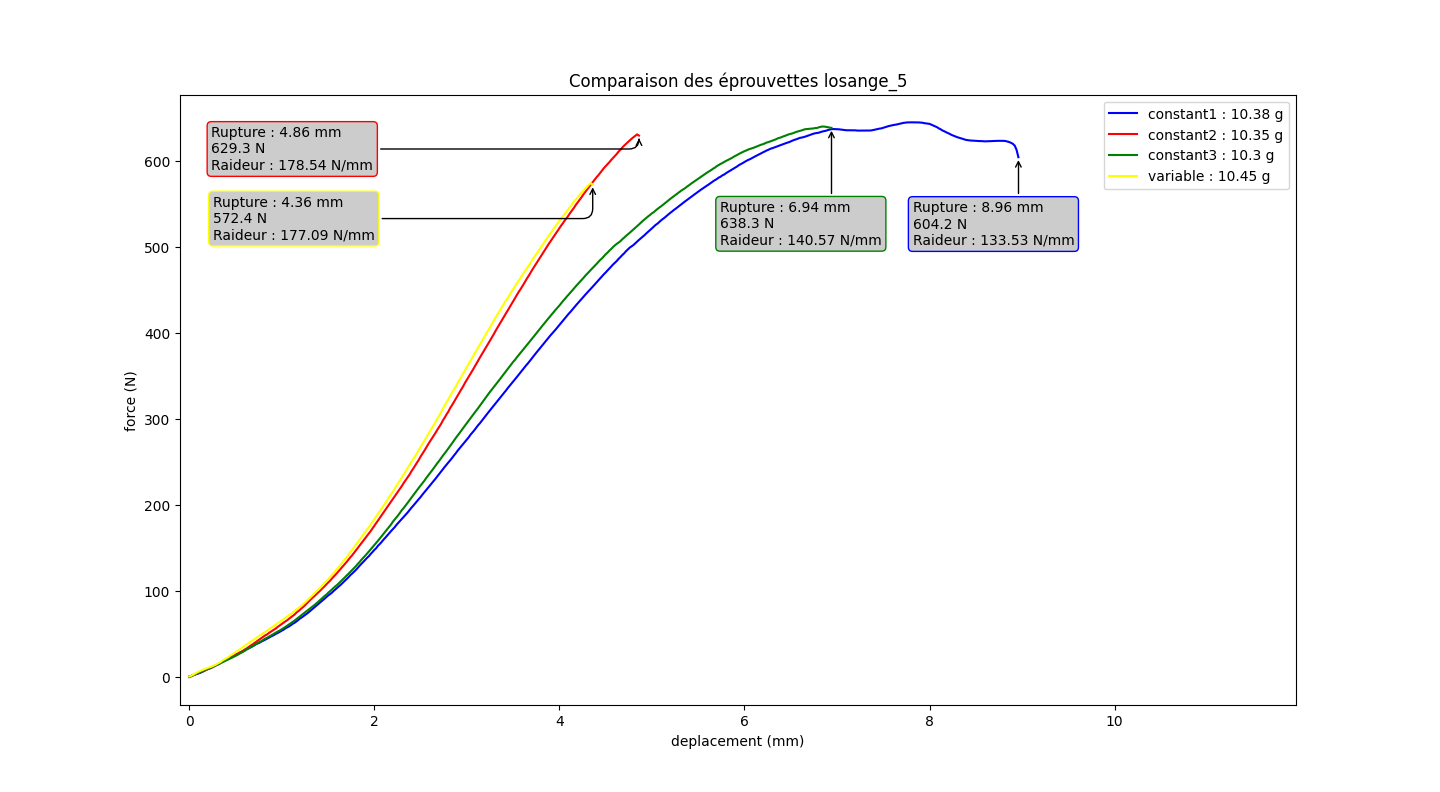 Comparaison des éprouvettes losange_5
constant1 : 10.38 g
constant2 : 10.35 g
constant3 : 10.3 g
variable : 10.45 g
Rupture : 4.86 mm
629.3 N
Raideur : 178.54 N/mm
Rupture : 4.36 mm
572.4 N
Raideur : 177.09 N/mm
Rupture : 6.94 mm
638.3 N
Raideur : 140.57 N/mm
Rupture : 8.96 mm
604.2 N
Raideur : 133.53 N/mm
force (N)
600
500
400
300
200
100
0
0 2 4 6 8 10
deplacement (mm)